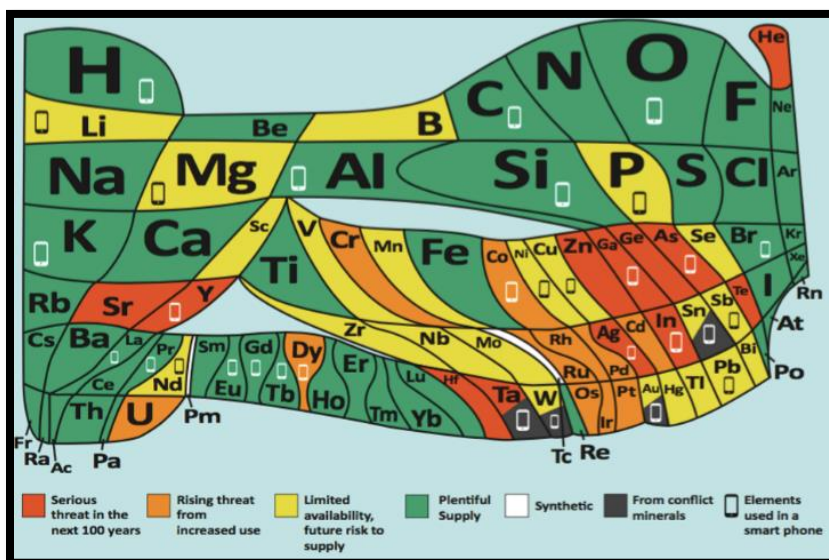 H He
Li Be B C N O F Ne
Na Mg Al Si P S Cl Ar
K Ca Sc Ti V Cr Mn Fe Co Ni Cu Zn Ga Ge As Se Br Kr
Rb Sr Y Zr Nb Mo Tc Ru Rh Pd Ag Cd In Sn Sb Te I Xe
Cs Ba La Ce Pr Nd Pm Sm Eu Gd Tb Dy Ho Er Tm Yb Lu Hf Ta W Re Os Ir Pt Au Hg Tl Pb Bi Po At Rn
Fr Ra Ac Th Pa U
Serious
threat in the
next 100 years
Rising threat
from
increased use
Limited
availability,
future risk to
supply
Plentiful
Supply
Synthetic
From conflict
minerals
Elements
used in a
smart phone